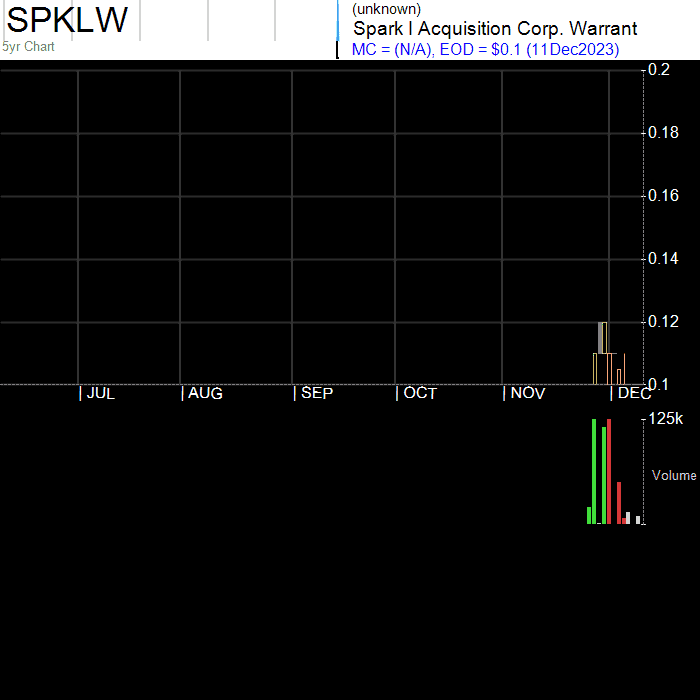 SPKLW
5yr Chart
(unknown)
Spark I Acquisition Corp. Warrant
MC = (N/A), EOD = $0.1 (11Dec2023)
0.2
0.18
0.16
0.14
0.12
0.1
| JUL | AUG | SEP | OCT | NOV | DEC
125k
Volume